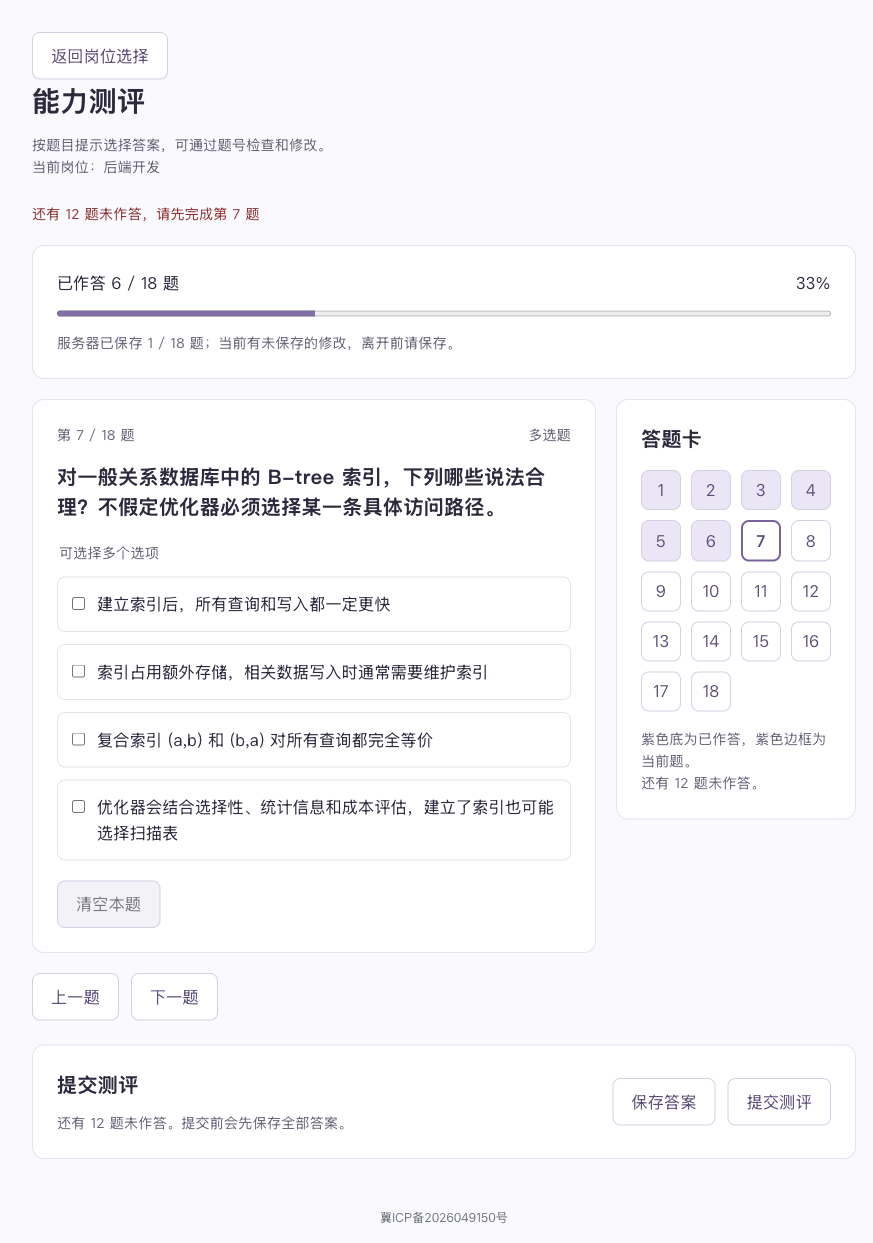 返回岗位选择
能力测评
按题目提示选择答案，可通过题号检查和修改。
当前岗位：后端开发
还有 12 题未作答，请先完成第 7 题
已作答 6 / 18 题
33%
服务器已保存 1 / 18 题；当前有未保存的修改，离开前请保存。
第 7 / 18 题
多选题
对一般关系数据库中的 B-tree 索引，下列哪些说法合
理？不假定优化器必须选择某一条具体访问路径。
可选择多个选项
建立索引后，所有查询和写入都一定更快
索引占用额外存储，相关数据写入时通常需要维护索引
复合索引 (a,b) 和 (b,a) 对所有查询都完全等价
优化器会结合选择性、统计信息和成本评估，建立了索引也可能
选择扫描表
清空本题
答题卡
1 2 3 4
5 6 7 8
9 10 11 12
13 14 15 16
17 18
紫色底为已作答，紫色边框为
当前题。
还有 12 题未作答。
上一题
下一题
提交测评
还有 12 题未作答。提交前会先保存全部答案。
保存答案
提交测评
冀ICP备2026049150号